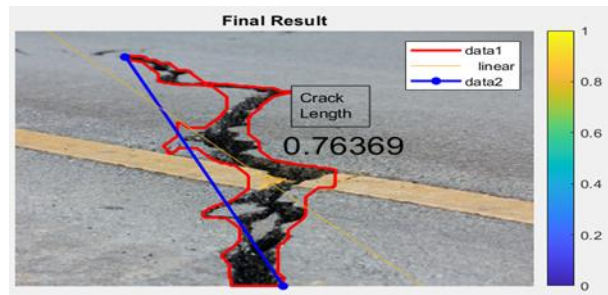 Final Result
data1
linear
data2
Crack
Length
0.76369
1
0.8
0.6
0.4
0.2
0